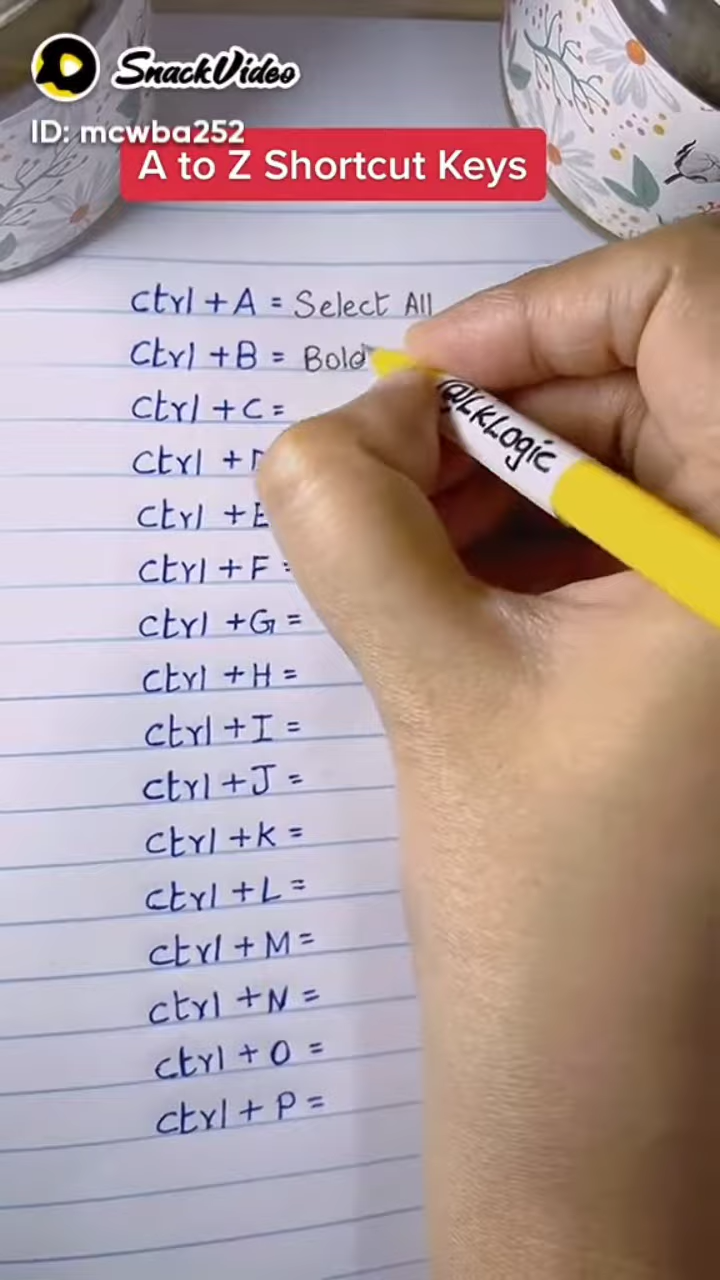 SnackVideo
ID: mcwba252
A to Z Shortcut Keys
Ctrl + A = Select All
Ctrl + B = Bold
Ctrl + C =
Ctrl +
Ctrl + E
Ctrl + F =
Ctrl + G =
Ctrl + H =
Ctrl + I =
Ctrl + J =
Ctrl + K =
Ctrl + L =
Ctrl + M =
Ctrl + N =
Ctrl + O =
Ctrl + P =
@LKLogic